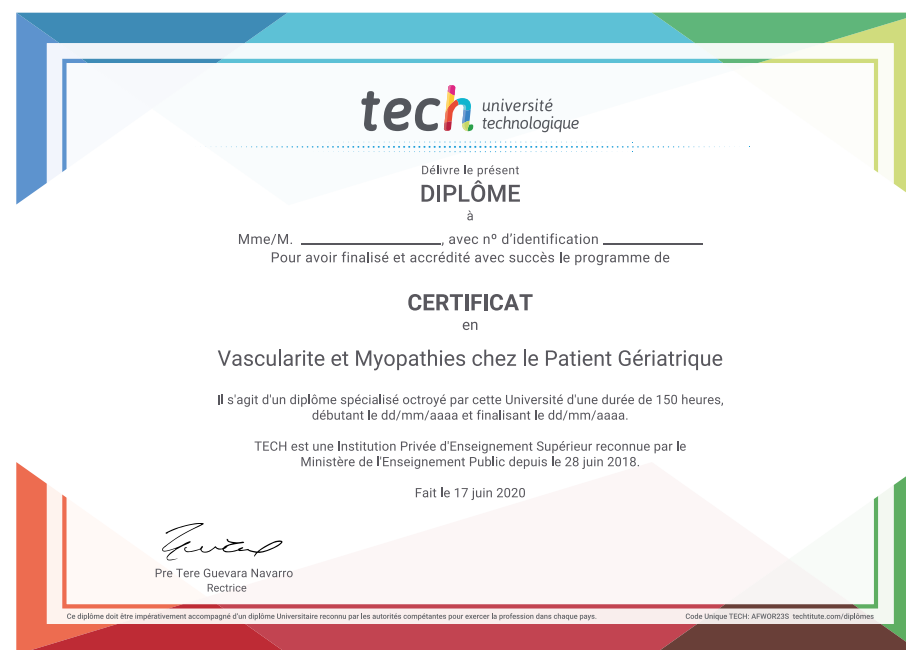 tech université
technologique
Délivre le présent
DIPLÔME
à
Mme/M. ____________________, avec nº d'identification ______________
Pour avoir finalisé et accrédité avec succès le programme de
CERTIFICAT
en
Vascularite et Myopathies chez le Patient Gériatrique
Il s'agit d'un diplôme spécialisé octroyé par cette Université d'une durée de 150 heures,
débutant le dd/mm/aaaa et finalisant le dd/mm/aaaa.
TECH est une Institution Privée d'Enseignement Supérieur reconnue par le
Ministère de l'Enseignement Public depuis le 28 juin 2018.
Fait le 17 juin 2020
Pre Tere Guevara Navarro
Rectrice
Ce diplôme doit être impérativement accompagné d'un diplôme Universitaire reconnu par les autorités compétantes pour exercer la profession dans chaque pays. Code Unique TECH: AFWOR23S techtitute.com/diplômes